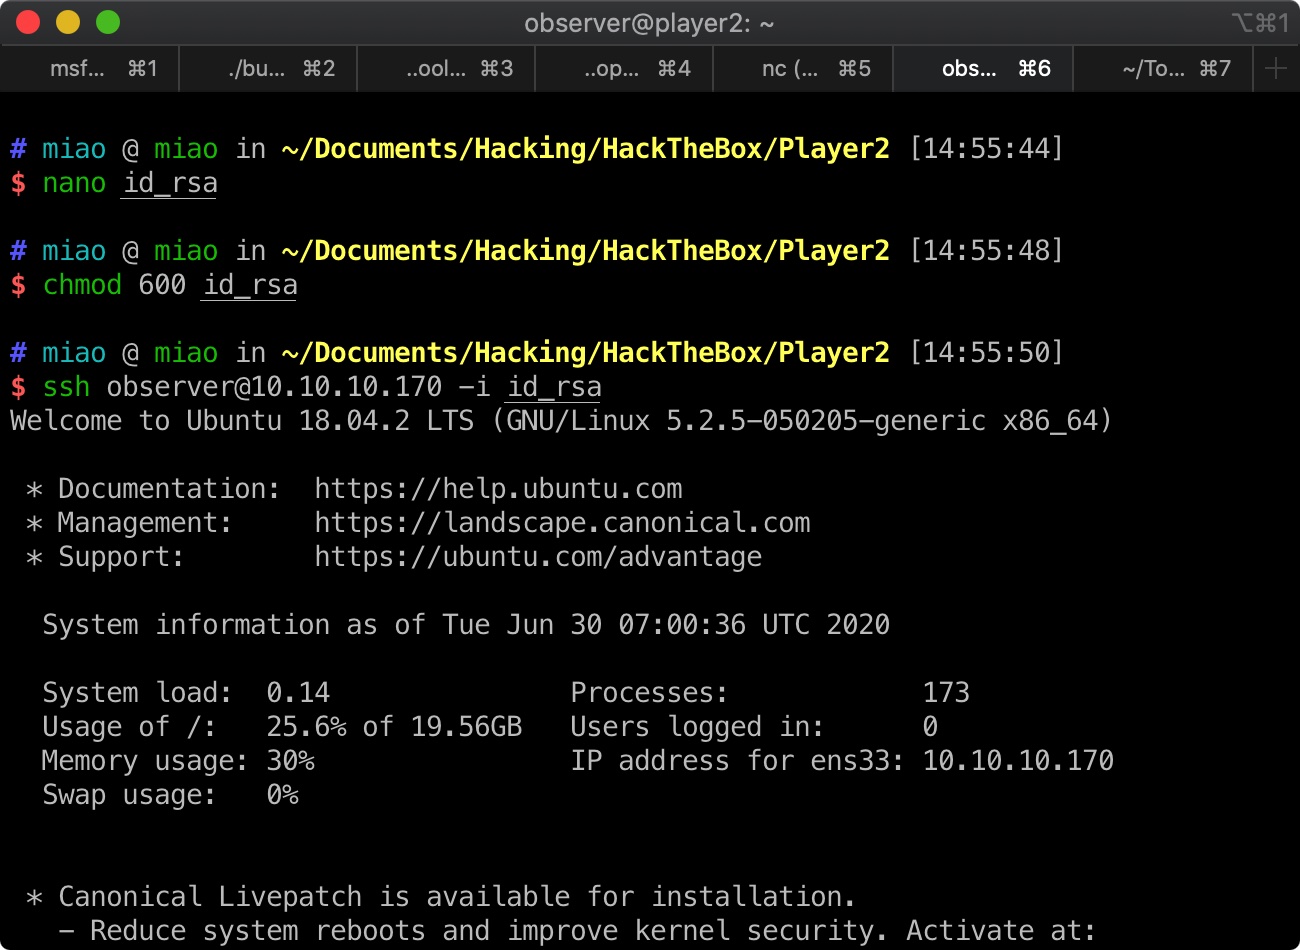 observer@player2: ~
⌥⌘1
msf... ⌘1
./bu... ⌘2
..ool... ⌘3
..op... ⌘4
nc (... ⌘5
obs... ⌘6
~/To... ⌘7
# miao @ miao in ~/Documents/Hacking/HackTheBox/Player2 [14:55:44]
$ nano id_rsa
# miao @ miao in ~/Documents/Hacking/HackTheBox/Player2 [14:55:48]
$ chmod 600 id_rsa
# miao @ miao in ~/Documents/Hacking/HackTheBox/Player2 [14:55:50]
$ ssh observer@10.10.10.170 -i id_rsa
Welcome to Ubuntu 18.04.2 LTS (GNU/Linux 5.2.5-050205-generic x86_64)
* Documentation:  https://help.ubuntu.com
* Management:     https://landscape.canonical.com
* Support:        https://ubuntu.com/advantage
System information as of Tue Jun 30 07:00:36 UTC 2020
System load:  0.14               Processes:            173
Usage of /:   25.6% of 19.56GB   Users logged in:      0
Memory usage: 30%                IP address for ens33: 10.10.10.170
Swap usage:   0%
* Canonical Livepatch is available for installation.
- Reduce system reboots and improve kernel security. Activate at: